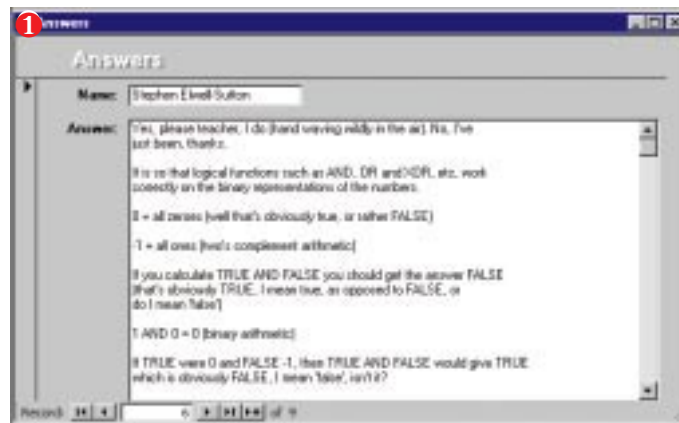 1
Answers
Answers
Name: Stephen Elwell-Sutton
Answer: Yes, please teacher, I do (hand waving wildly in the air). No, I've
just been, thanks.
It is so that logical functions such as AND, OR and XOR, etc, work
correctly on the binary representations of the numbers.
0 = all zeroes (well that's obviously true, or rather FALSE)
-1 = all ones (two's complement arithmetic)
If you calculate TRUE AND FALSE you should get the answer FALSE
(that's obviously TRUE, I mean true, as opposed to FALSE, or
do I mean 'false')
1 AND 0 = 0 (binary arithmetic)
If TRUE were 0 and FALSE -1, then TRUE AND FALSE would give TRUE
which is obviously FALSE, I mean 'false', isn't it?
Record: 6 of 9